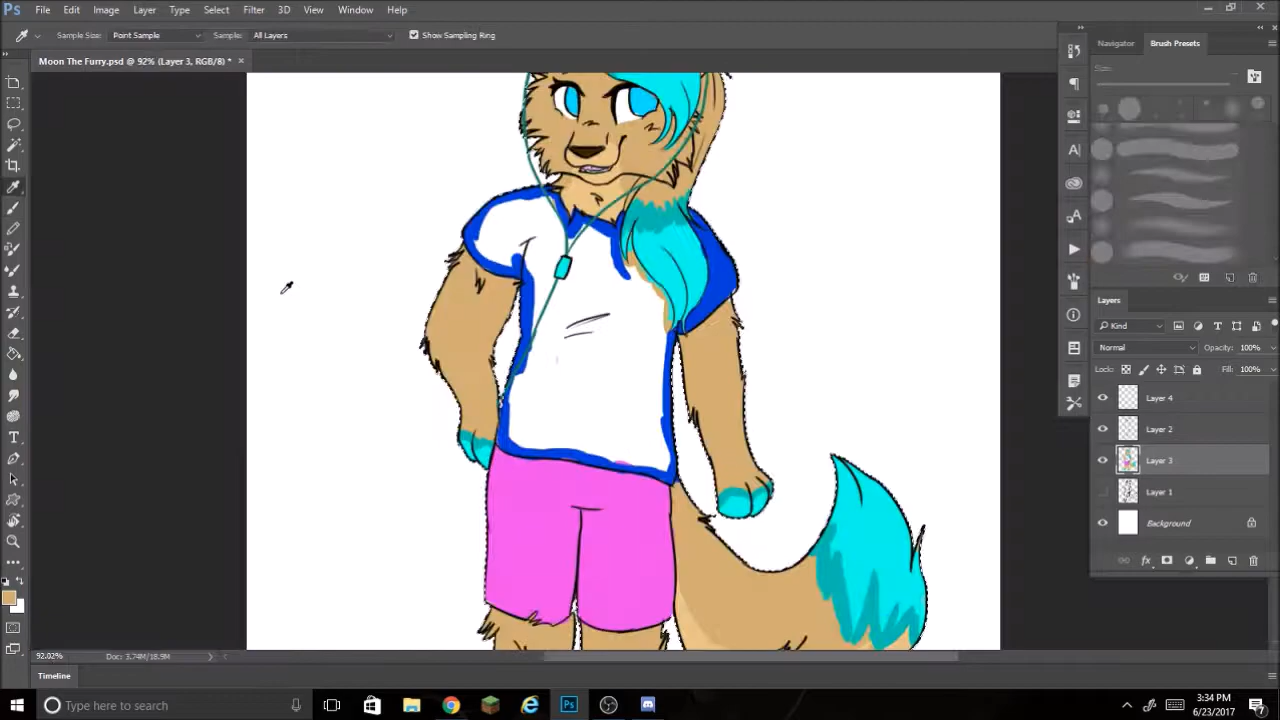 Ps File Edit Image Layer Type Select Filter 3D View Window Help
Sample Size: Point Sample Sample: All Layers Show Sampling Ring
Moon The Furry.psd @ 92% (Layer 3, RGB/8) * ×
Navigator Brush Presets
Size:
Layers
Kind
Normal Opacity: 100%
Lock: Fill: 100%
Layer 4
Layer 2
Layer 3
Layer 1
Background
92.02% Doc: 3.74M/18.9M
Timeline
Type here to search
3:34 PM
6/23/2017